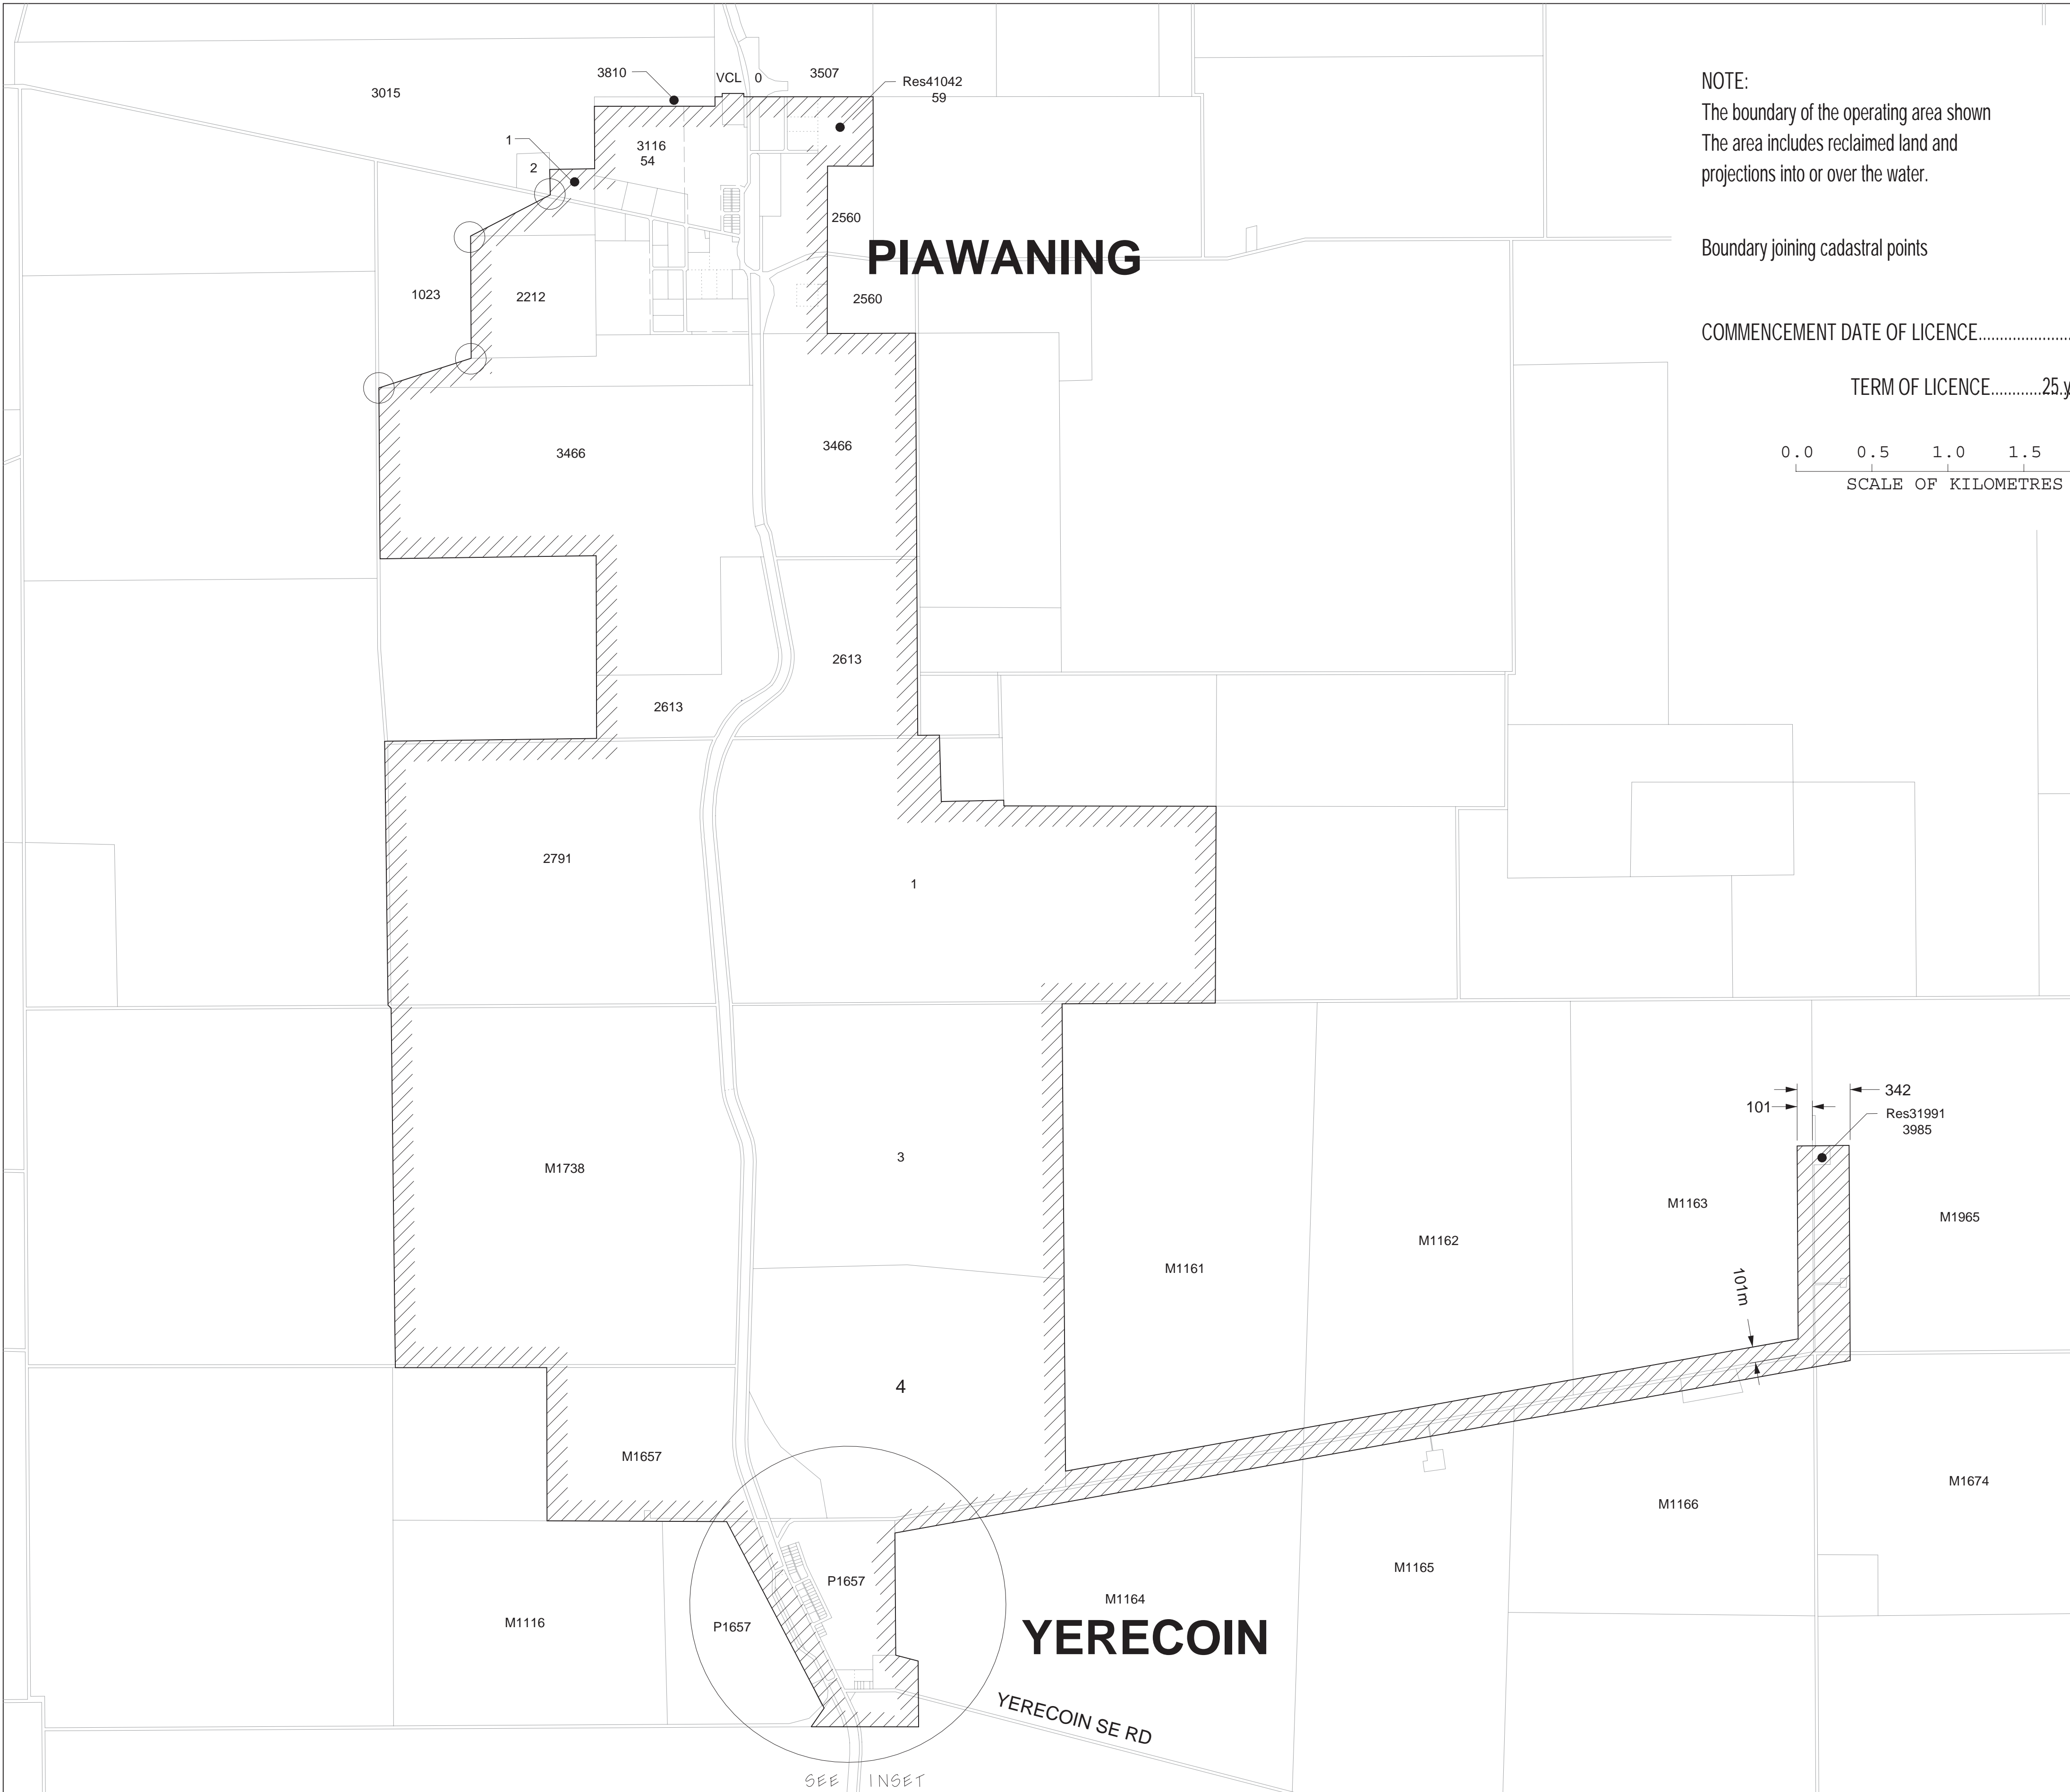 3015
3810
VCL 0
3507
Res41042
59
1
2
3116
54
2560
PIAWANING
1023
2212
2560
NOTE:
The boundary of the operating area shown
The area includes reclaimed land and
projections into or over the water.
Boundary joining cadastral points
COMMENCEMENT DATE OF LICENCE......................
TERM OF LICENCE..............25.y
0.0 0.5 1.0 1.5
SCALE OF KILOMETRES
3466
3466
2613
2613
2791
1
342
101
Res31991
3985
M1738
3
M1163
M1965
M1162
M1161
101m
4
M1657
M1674
M1166
P1657
M1165
M1164
M1116
P1657
YERECOIN
YERECOIN SE RD
SEE INSET